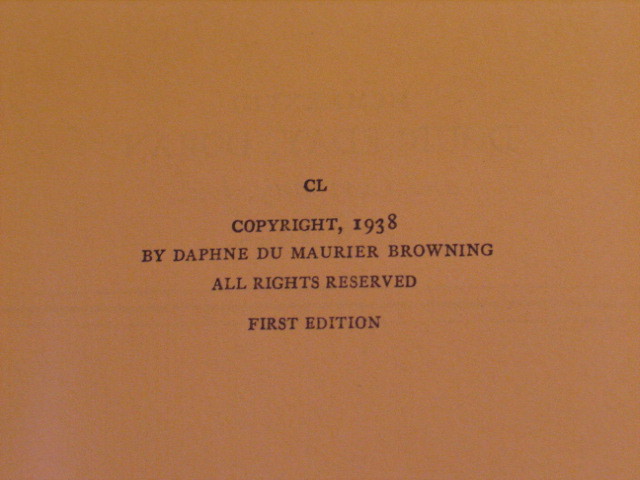 CL
COPYRIGHT, 1938
BY DAPHNE DU MAURIER BROWNING
ALL RIGHTS RESERVED
FIRST EDITION